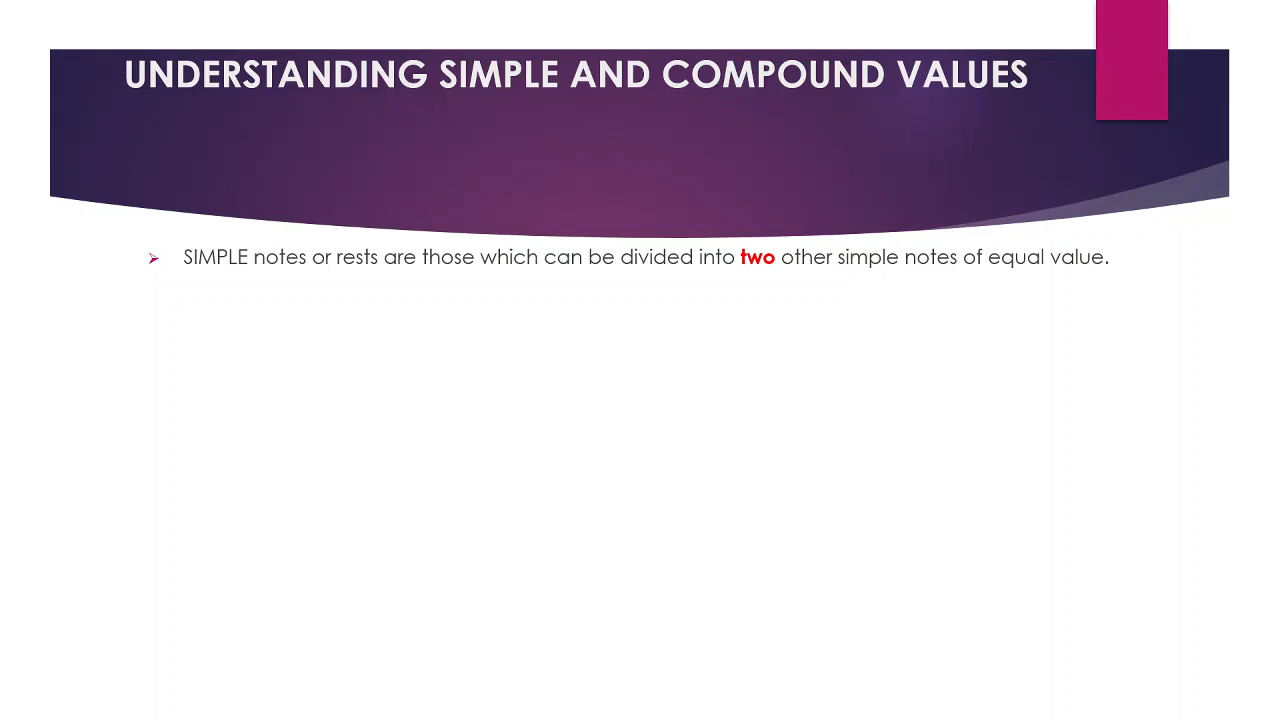 UNDERSTANDING SIMPLE AND COMPOUND VALUES
SIMPLE notes or rests are those which can be divided into two other simple notes of equal value.